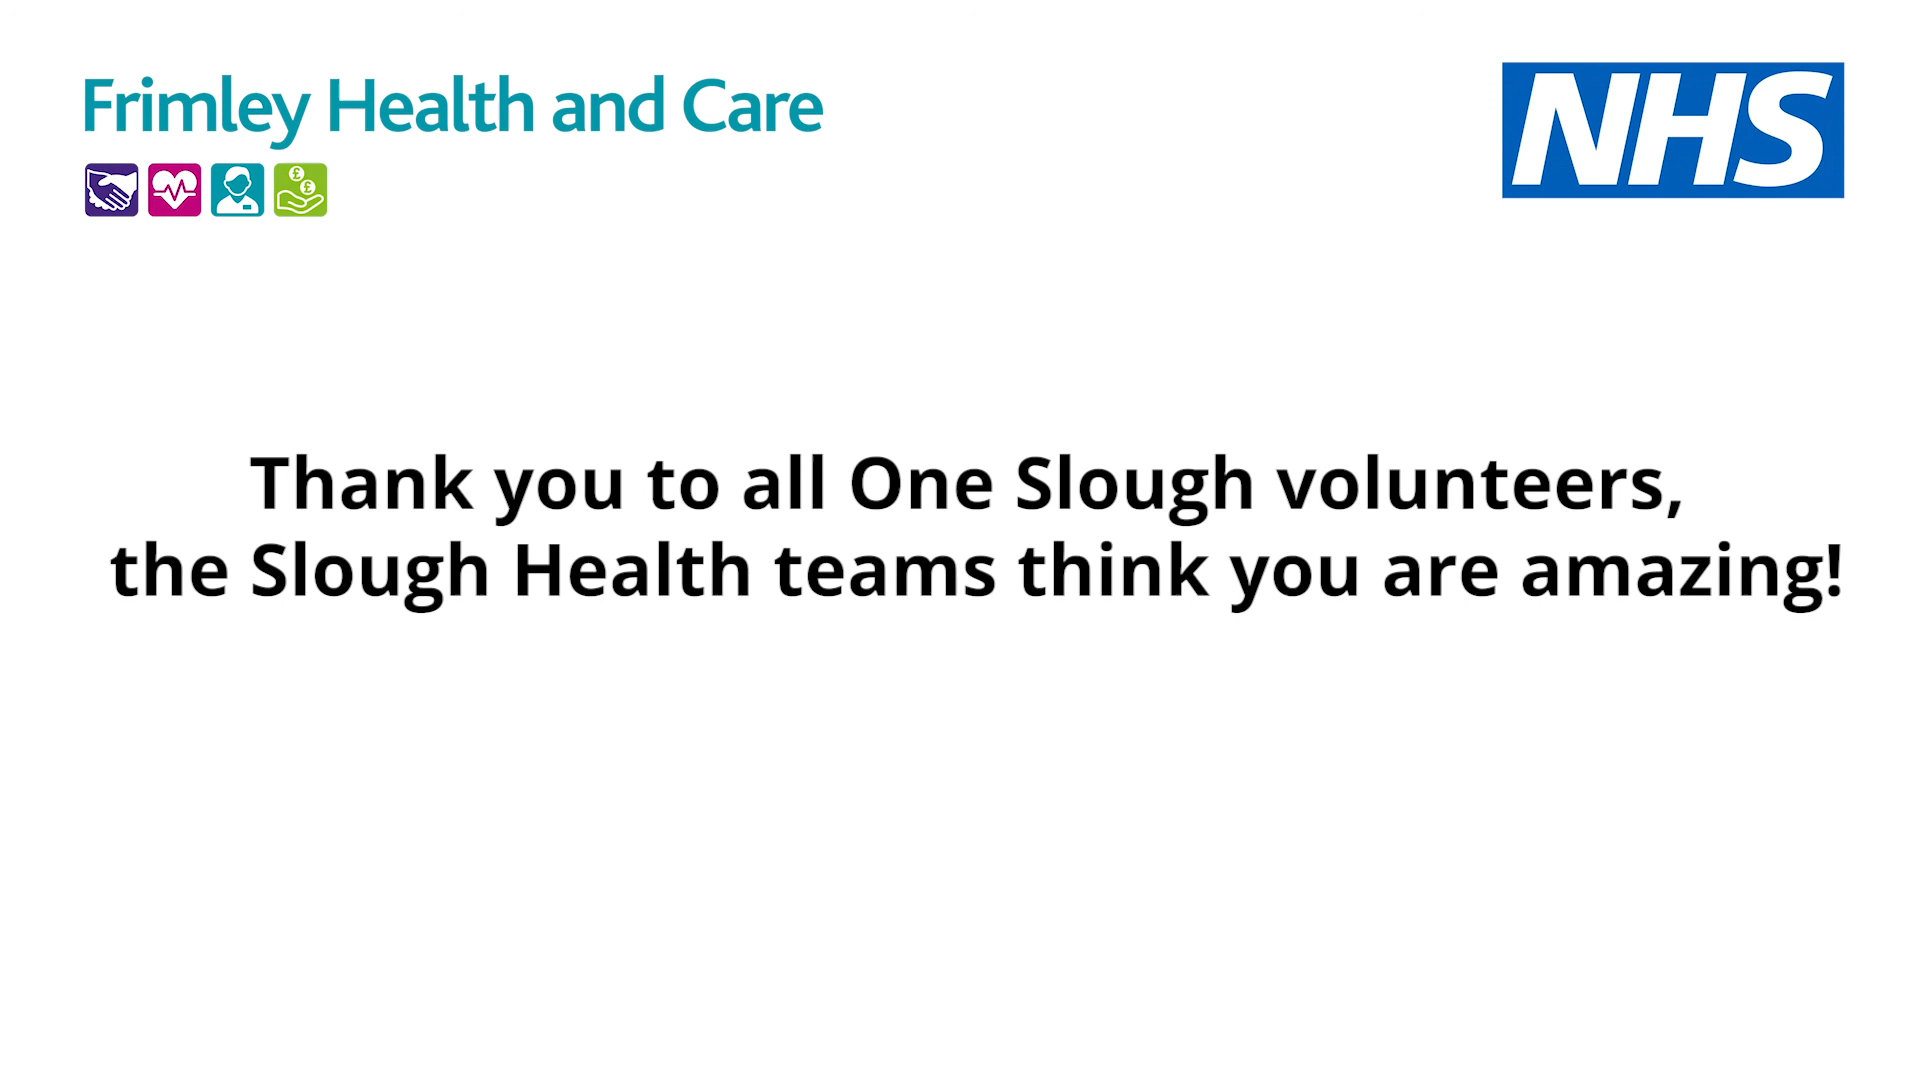 Frimley Health and Care
NHS
££
Thank you to all One Slough volunteers,
the Slough Health teams think you are amazing!